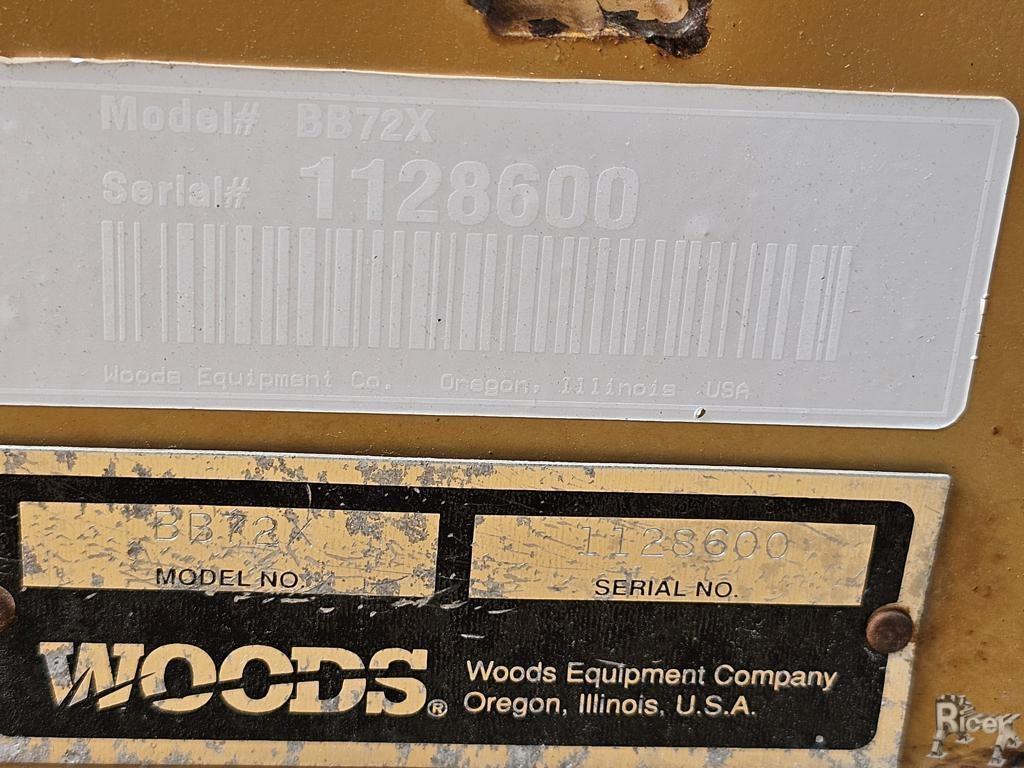 Model# BB72X
Serial# 1128600
Woods Equipment Co. Oregon, Illinois USA
BB72X 1128600
MODEL NO. SERIAL NO.
WOODS® Woods Equipment Company
Oregon, Illinois, U.S.A.
Ricer